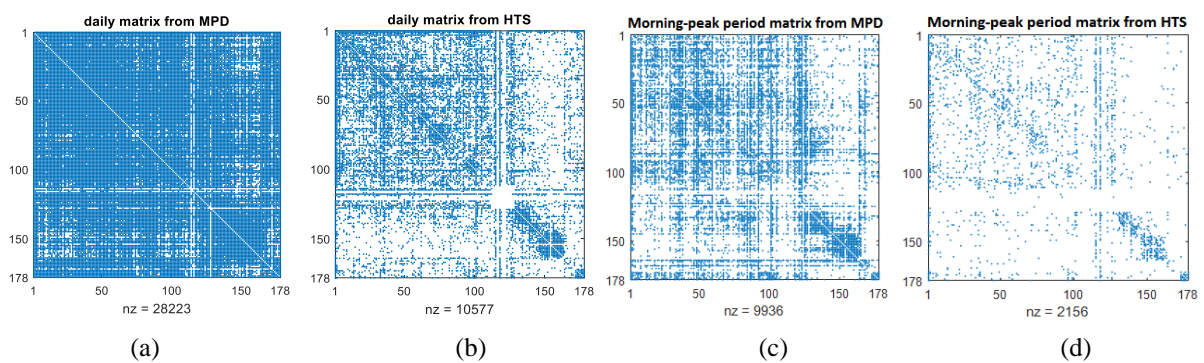 daily matrix from MPD
1
50
100
150
178
1 50 100 150 178
nz = 28223
(a)
daily matrix from HTS
1
50
100
150
178
1 50 100 150 178
nz = 10577
(b)
Morning-peak period matrix from MPD
1
50
100
150
178
1 50 100 150 178
nz = 9936
(c)
Morning-peak period matrix from HTS
1
50
100
150
178
1 50 100 150 178
nz = 2156
(d)